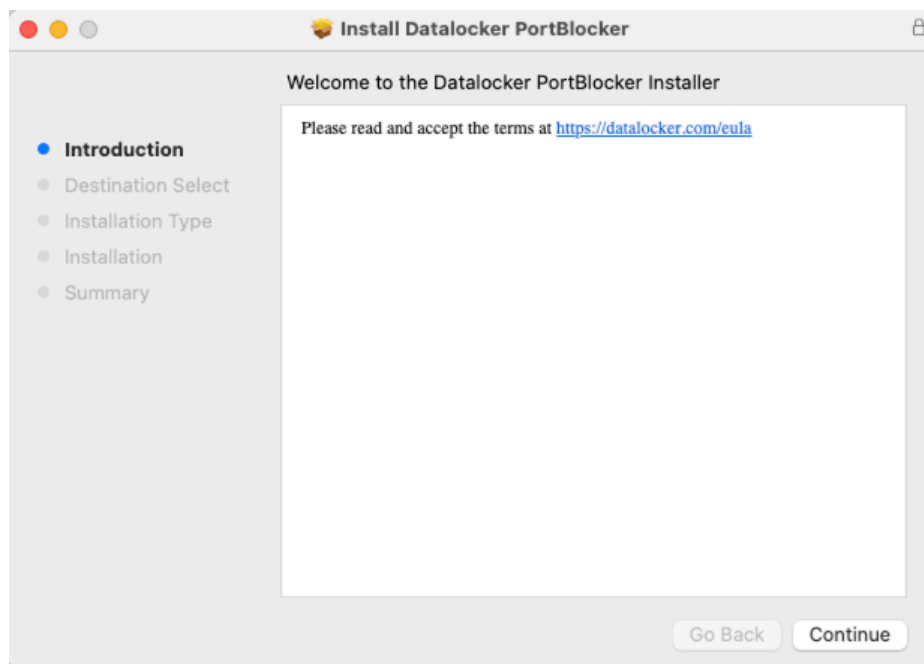 Install Datalocker PortBlocker
Welcome to the Datalocker PortBlocker Installer
Please read and accept the terms at https://datalocker.com/eula
Introduction
Destination Select
Installation Type
Installation
Summary
Go Back
Continue